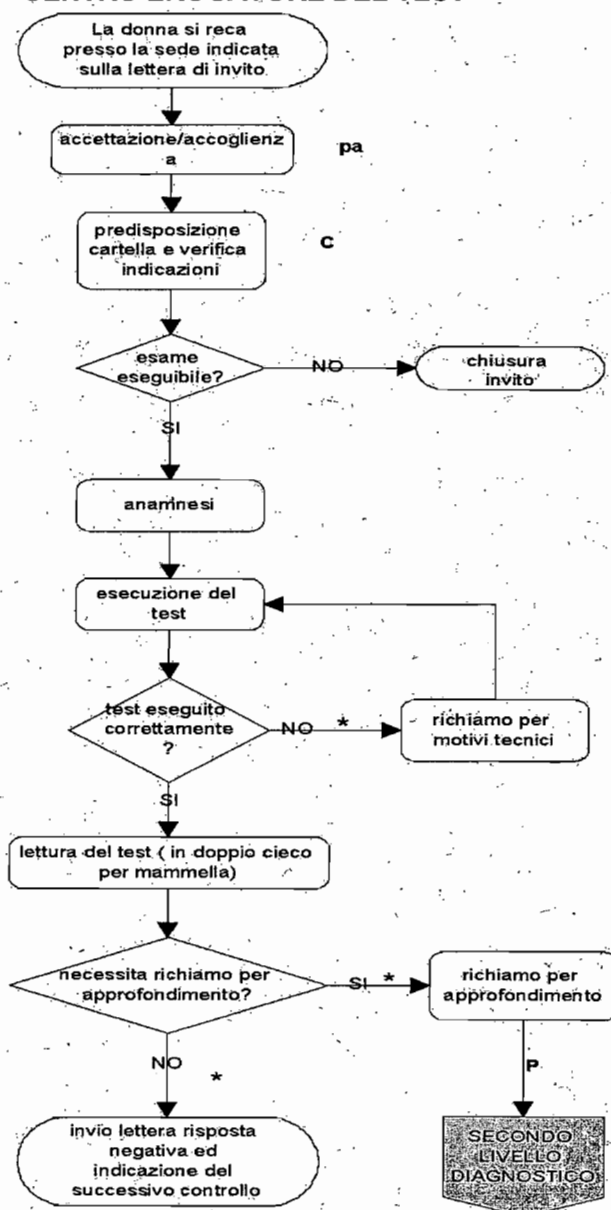 La donna si reca
presso la sede indicata
sulla lettera di invito
accettazione/accoglienz
a
pa
predisposizione
cartella e verifica
indicazioni
C
esame
eseguibile?
NO
chiusura
invito
SI
anamnesi
esecuzione del
test
test eseguito
correttamente
?
NO *
richiamo per
motivi tecnici
SI
lettura del test ( in doppio cieco
per mammella)
necessita richiamo per
approfondimento?
SI *
richiamo per
approfondimento
NO
*
P
invio lettera risposta
negativa ed
indicazione del
successivo controllo
SECONDO
LIVELLO
DIAGNOSTICO